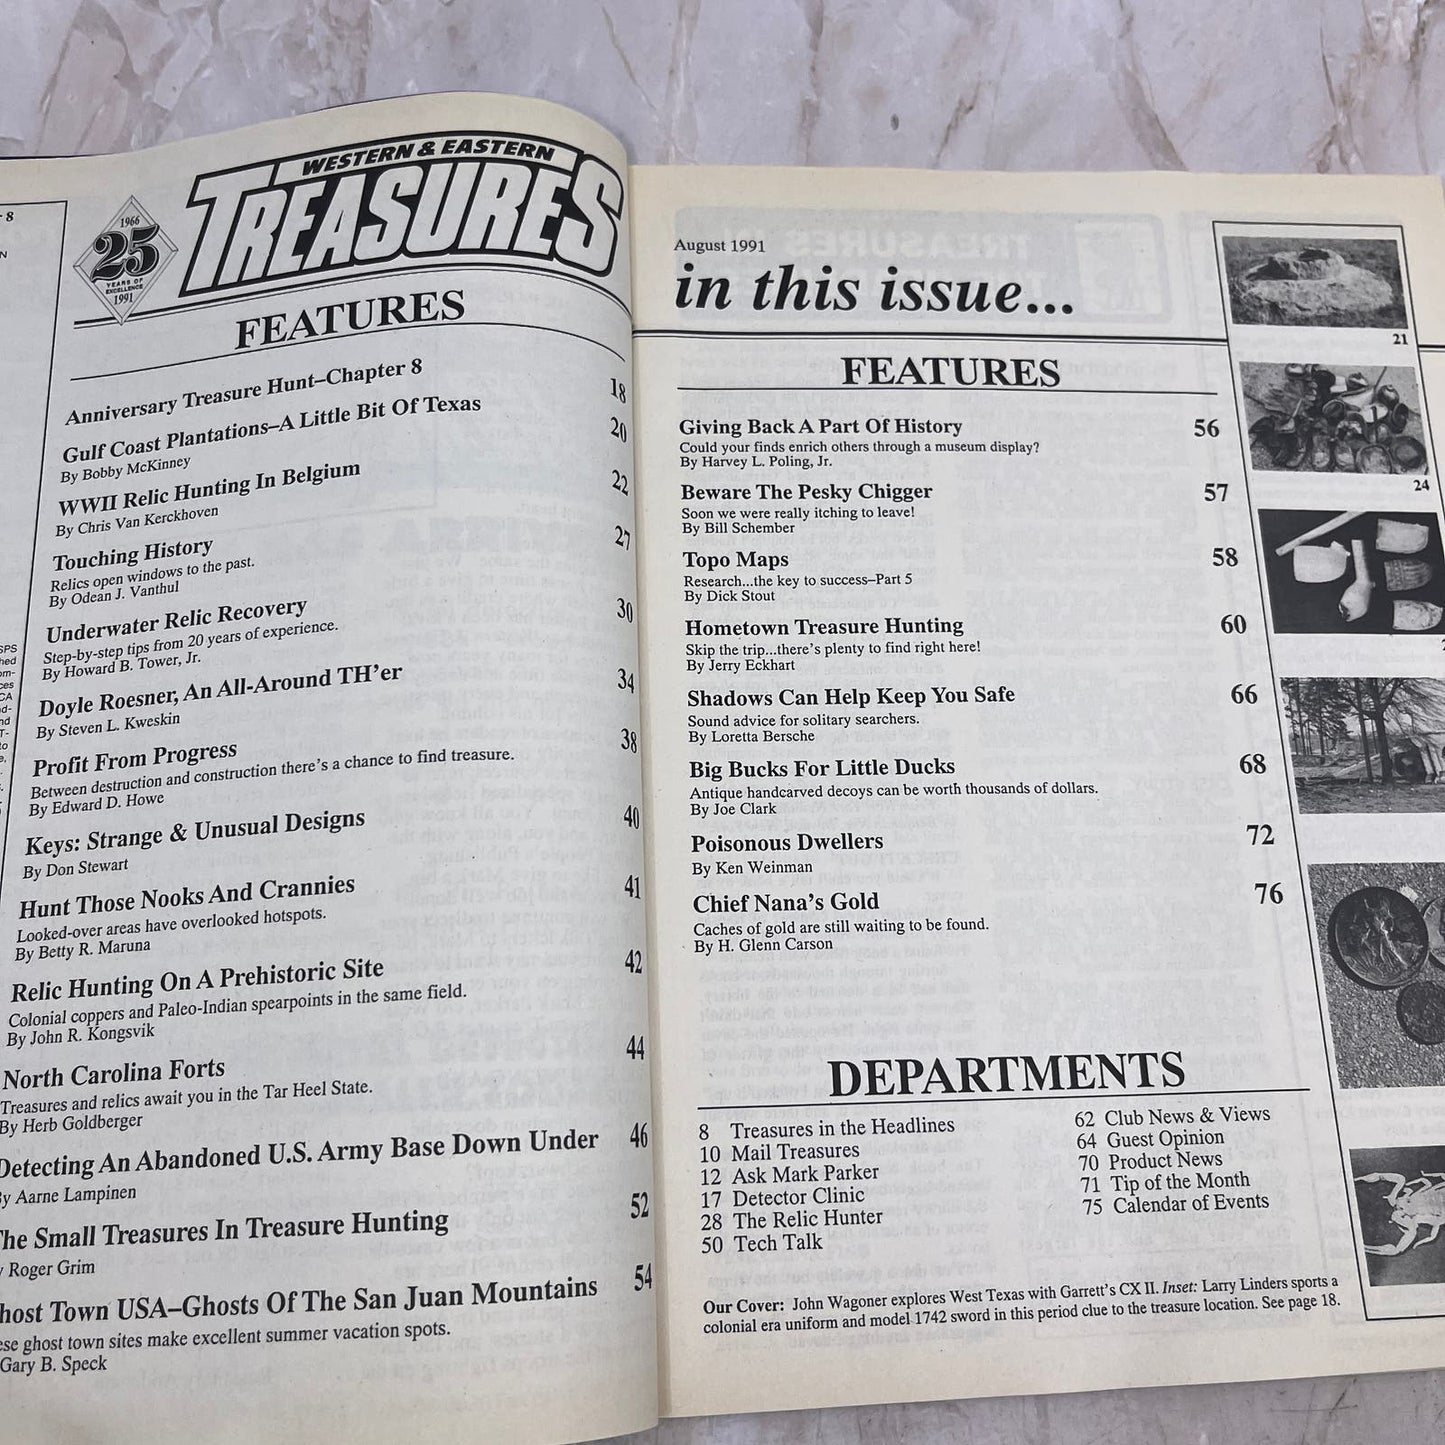 WESTERN & EASTERN
TREASURES
1966
25
YEARS OF
EXCELLENCE
1991
FEATURES
Anniversary Treasure Hunt–Chapter 8 18
Gulf Coast Plantations–A Little Bit Of Texas 20
By Bobby McKinney
WWII Relic Hunting In Belgium 22
By Chris Van Kerckhoven
Touching History 27
Relics open windows to the past.
By Odean J. Vanthul
Underwater Relic Recovery 30
Step-by-step tips from 20 years of experience.
By Howard B. Tower, Jr.
Doyle Roesner, An All-Around TH'er 34
By Steven L. Kweskin
Profit From Progress 38
Between destruction and construction there's a chance to find treasure.
By Edward D. Howe
Keys: Strange & Unusual Designs 40
By Don Stewart
Hunt Those Nooks And Crannies 41
Looked-over areas have overlooked hotspots.
By Betty R. Maruna
Relic Hunting On A Prehistoric Site 42
Colonial coppers and Paleo-Indian spearpoints in the same field.
By John R. Kongsvik
North Carolina Forts 44
Treasures and relics await you in the Tar Heel State.
By Herb Goldberger
Detecting An Abandoned U.S. Army Base Down Under 46
By Aarne Lampinen
The Small Treasures In Treasure Hunting 52
y Roger Grim
host Town USA–Ghosts Of The San Juan Mountains 54
ese ghost town sites make excellent summer vacation spots.
Gary B. Speck
August 1991
in this issue...
FEATURES
Giving Back A Part Of History 56
Could your finds enrich others through a museum display?
By Harvey L. Poling, Jr.
Beware The Pesky Chigger 57
Soon we were really itching to leave!
By Bill Schember
Topo Maps 58
Research...the key to success–Part 5
By Dick Stout
Hometown Treasure Hunting 60
Skip the trip...there's plenty to find right here!
By Jerry Eckhart
Shadows Can Help Keep You Safe 66
Sound advice for solitary searchers.
By Loretta Bersche
Big Bucks For Little Ducks 68
Antique handcarved decoys can be worth thousands of dollars.
By Joe Clark
Poisonous Dwellers 72
By Ken Weinman
Chief Nana's Gold 76
Caches of gold are still waiting to be found.
By H. Glenn Carson
DEPARTMENTS
8 Treasures in the Headlines
10 Mail Treasures
12 Ask Mark Parker
17 Detector Clinic
28 The Relic Hunter
50 Tech Talk
62 Club News & Views
64 Guest Opinion
70 Product News
71 Tip of the Month
75 Calendar of Events
Our Cover: John Wagoner explores West Texas with Garrett's CX II. Inset: Larry Linders sports a
colonial era uniform and model 1742 sword in this period clue to the treasure location. See page 18.
21
24